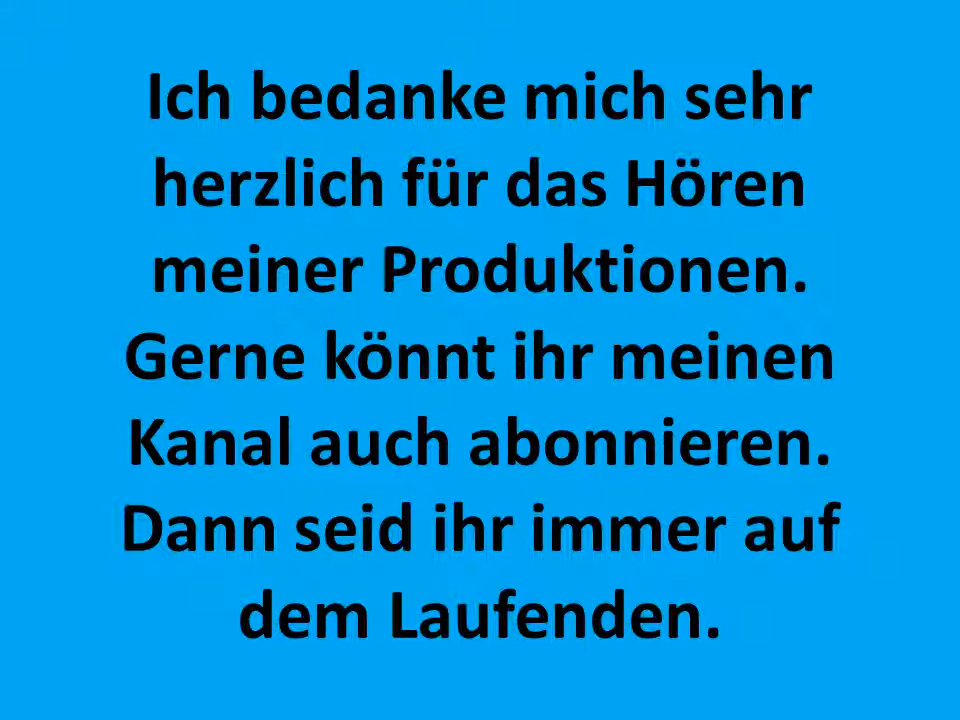 Ich bedanke mich sehr
herzlich für das Hören
meiner Produktionen.
Gerne könnt ihr meinen
Kanal auch abonnieren.
Dann seid ihr immer auf
dem Laufenden.